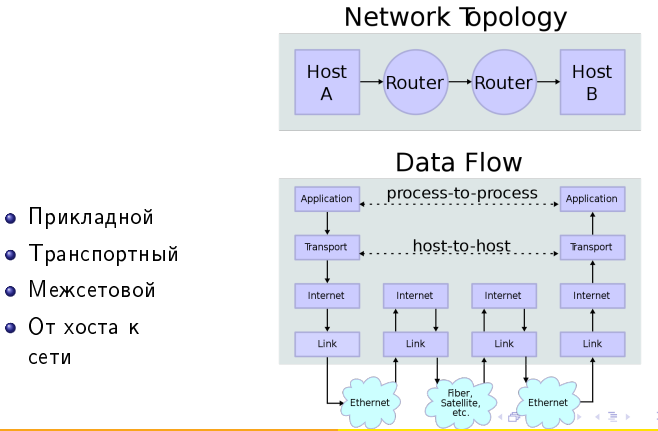 Прикладной
Транспортный
Межсетовой
От хоста к
сети
Network Topology
Host
A
Router
Router
Host
B
Data Flow
Application
process-to-process
Application
Transport
host-to-host
Transport
Internet
Internet
Internet
Internet
Link
Link
Link
Link
Ethernet
Fiber,
Satellite,
etc.
Ethernet